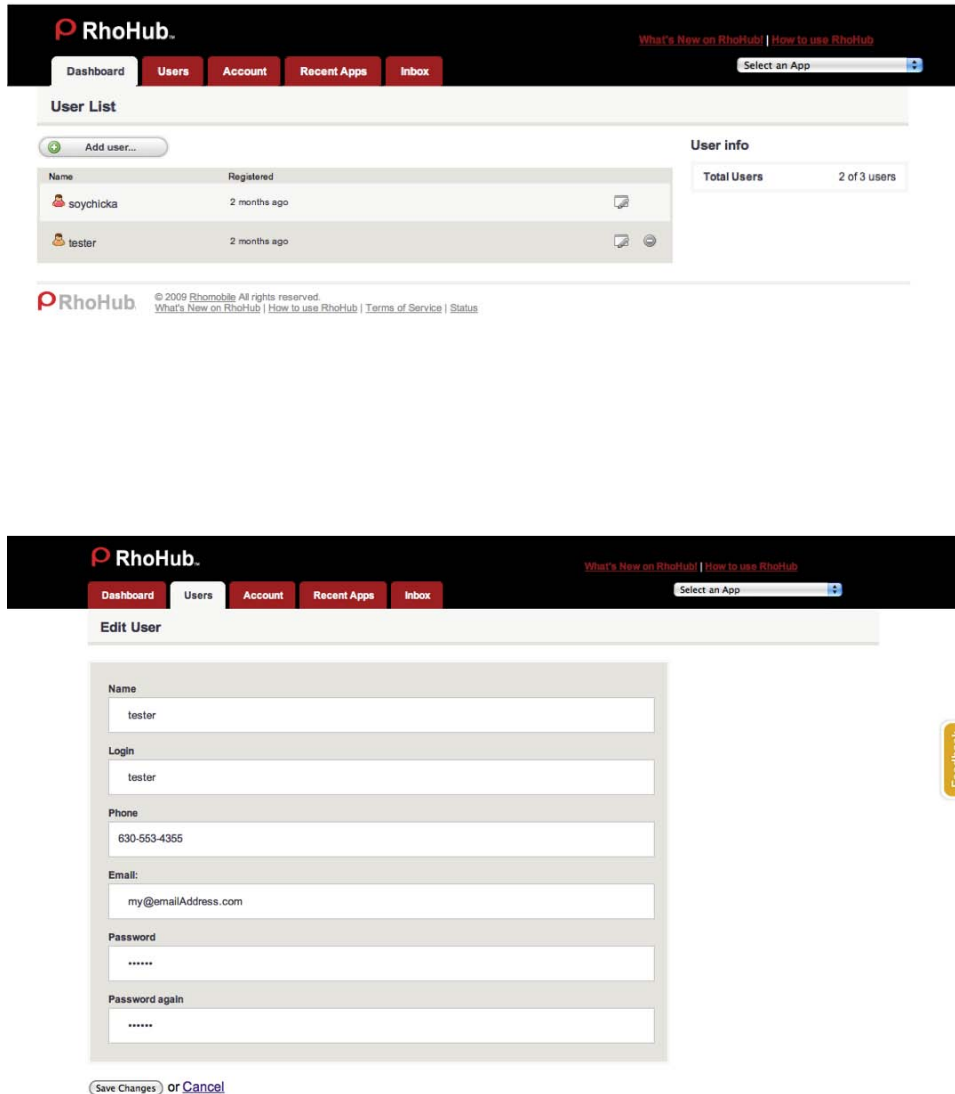 RhoHub™
What's New on RhoHub! | How to use RhoHub
Dashboard Users Account Recent Apps Inbox
Select an App
User List
Add user...
User info
Name Registered
Total Users 2 of 3 users
soychicka 2 months ago
tester 2 months ago
RhoHub
© 2009 Rhomobile All rights reserved.
What's New on RhoHub | How to use RhoHub | Terms of Service | Status
RhoHub™
What's New on RhoHub! | How to use RhoHub
Dashboard Users Account Recent Apps Inbox
Select an App
Edit User
Name
tester
Feedback
Login
tester
Phone
630-553-4355
Email:
my@emailAddress.com
Password
••••••
Password again
••••••
Save Changes or Cancel